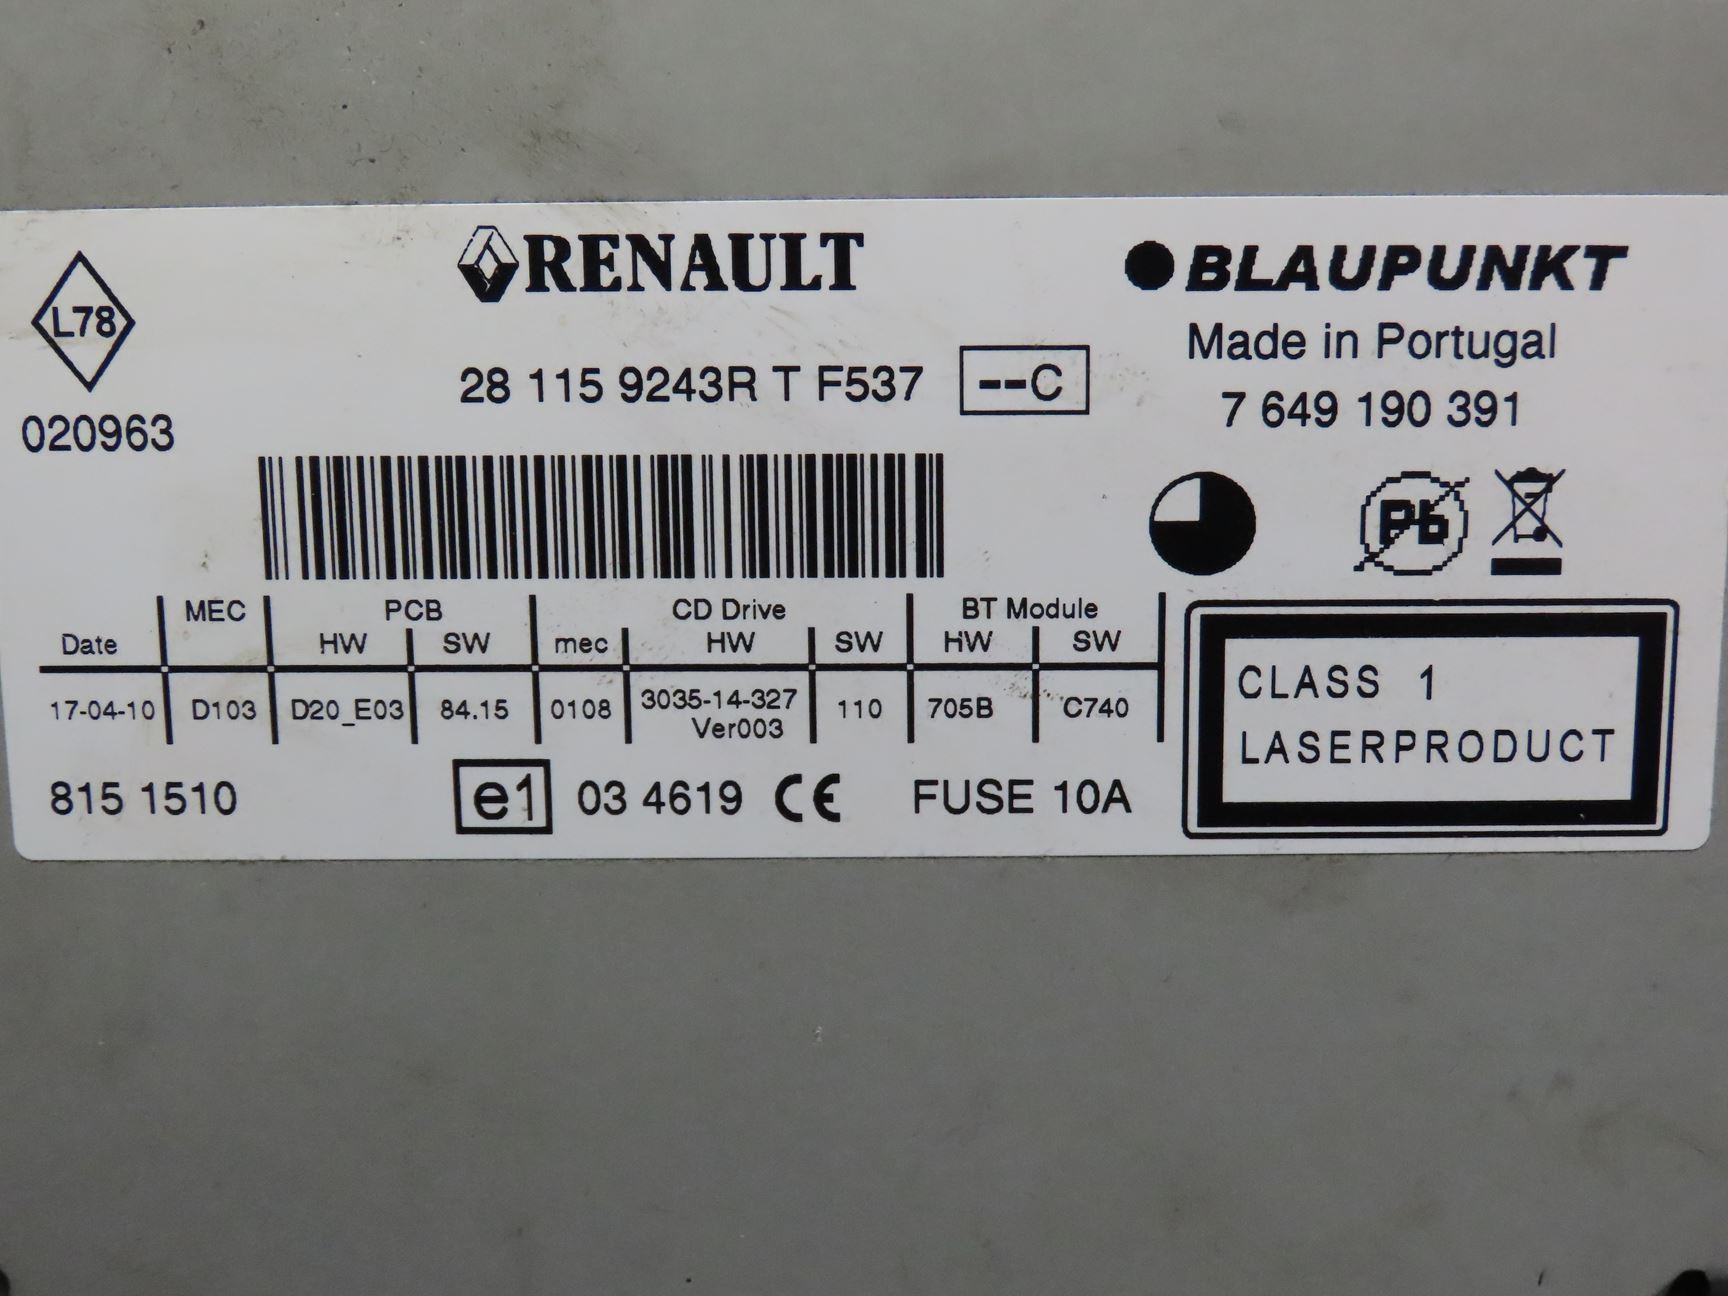 L78
020963
RENAULT
28 115 9243R T F537
--C
BLAUPUNKT
Made in Portugal
7 649 190 391
Pb
MEC PCB CD Drive BT Module
Date HW SW mec HW SW HW SW
17-04-10 D103 D20_E03 84.15 0108 3035-14-327 110 705B C740
Ver003
815 1510
e1 03 4619 CE FUSE 10A
CLASS 1
LASERPRODUCT